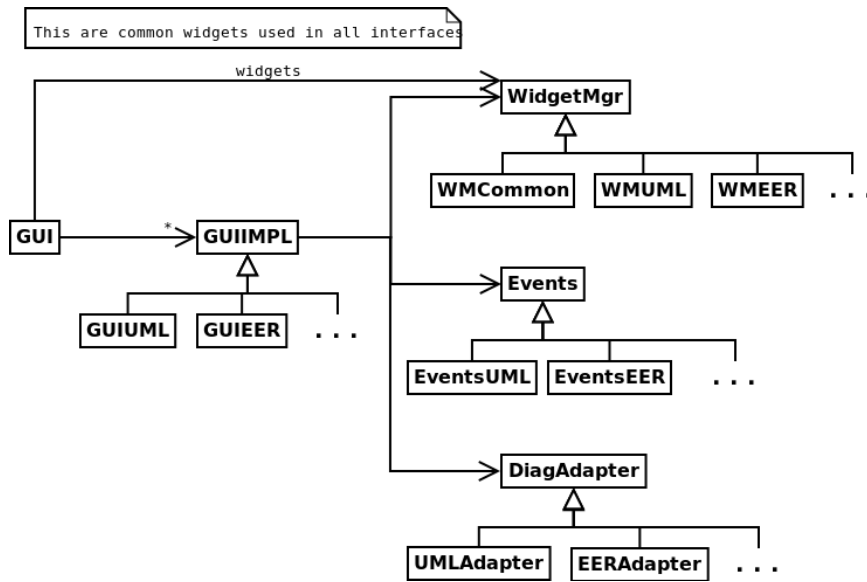 This are common widgets used in all interfaces
widgets
WidgetMgr
WMCommon WMUML WMEER ...
GUI * GUIIMPL
Events
GUIUML GUIEER ...
EventsUML EventsEER ...
DiagAdapter
UMLAdapter EERAdapter ...